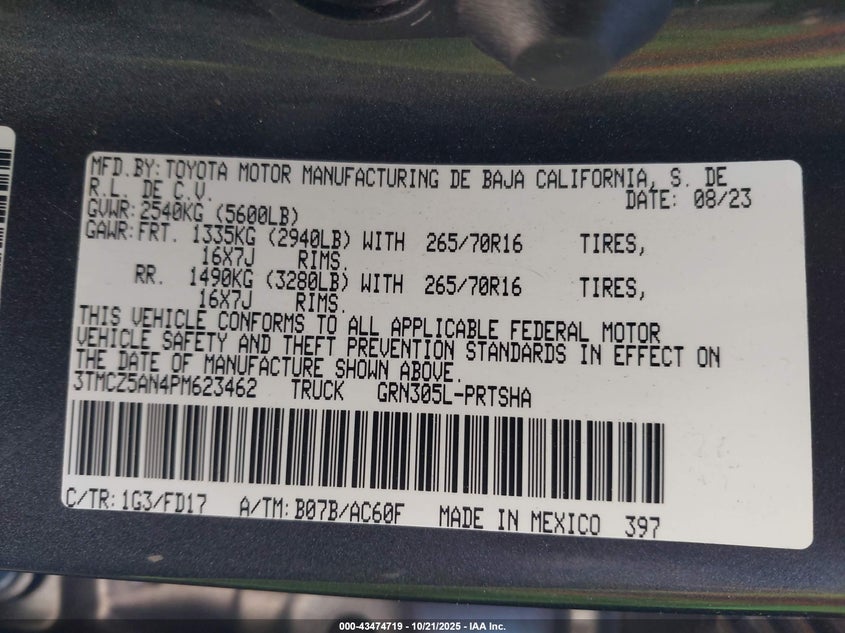 MFD.BY: TOYOTA MOTOR MANUFACTURING DE BAJA CALIFORNIA, S. DE
R.L. DE C.V. DATE: 08/23
GVWR: 2540KG (5600LB)
GAWR: FRT. 1335KG (2940LB) WITH 265/70R16 TIRES,
16X7J RIMS.
RR. 1490KG (3280LB) WITH 265/70R16 TIRES,
16X7J RIMS.
THIS VEHICLE CONFORMS TO ALL APPLICABLE FEDERAL MOTOR
VEHICLE SAFETY AND THEFT PREVENTION STANDARDS IN EFFECT ON
THE DATE OF MANUFACTURE SHOWN ABOVE.
3TMCZ5AN4PM623462 TRUCK GRN305L-PRTSHA
C/TR: 1G3/FD17 A/TM: B07B/AC60F MADE IN MEXICO 397
000-43474719 - 10/21/2025 - IAA Inc.